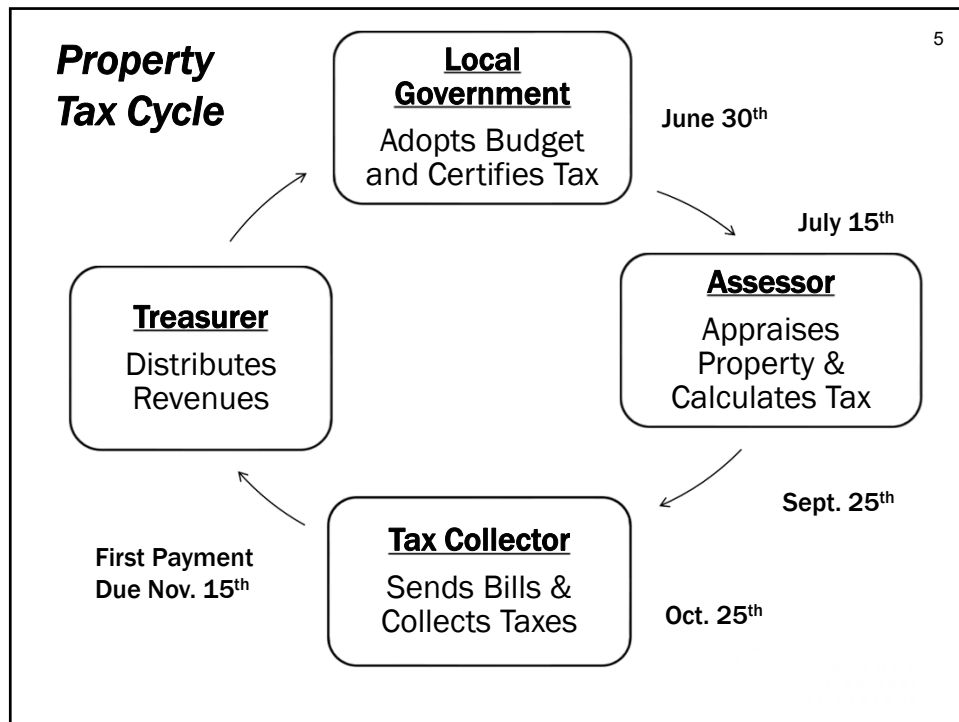 5
Property
Tax Cycle
Local
Government
Adopts Budget
and Certifies Tax
June 30th
July 15th
Assessor
Appraises
Property &
Calculates Tax
Sept. 25th
Oct. 25th
Tax Collector
Sends Bills &
Collects Taxes
First Payment
Due Nov. 15th
Treasurer
Distributes
Revenues